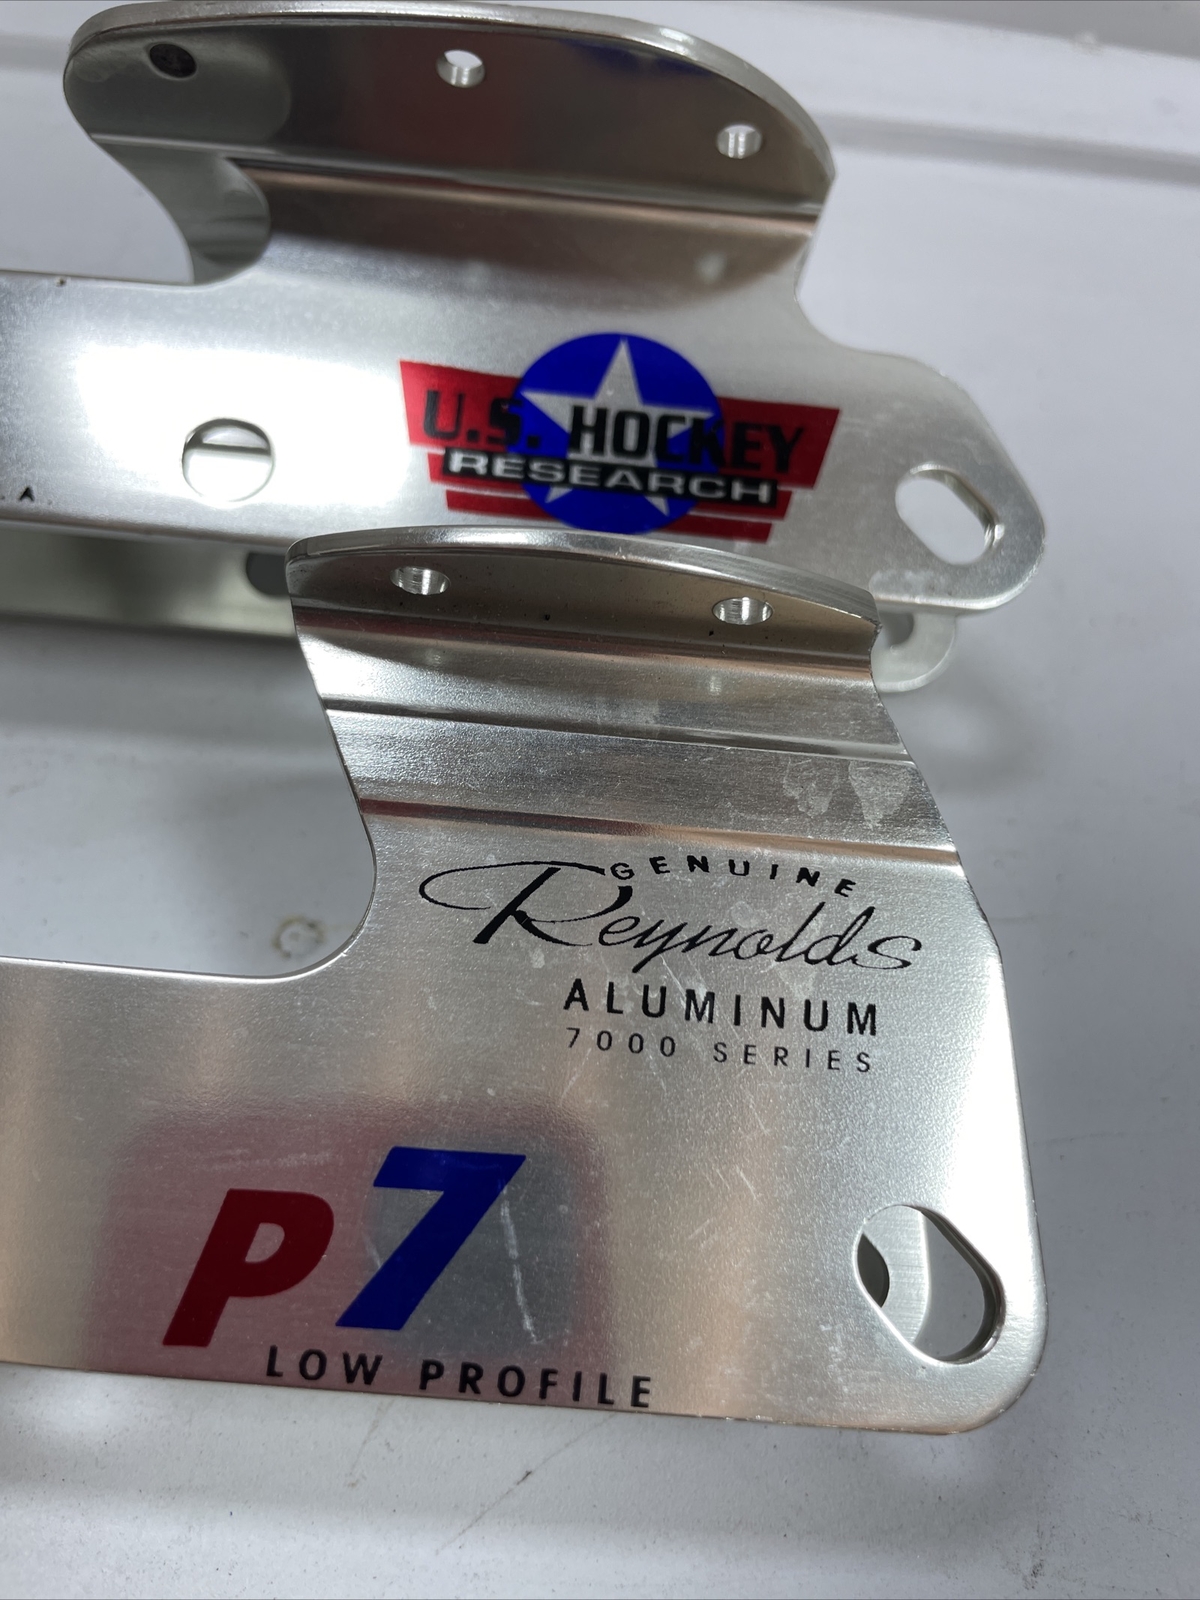 U.S. HOCKEY
RESEARCH
A
GENUINE
Reynolds
ALUMINUM
7000 SERIES
P7
LOW PROFILE